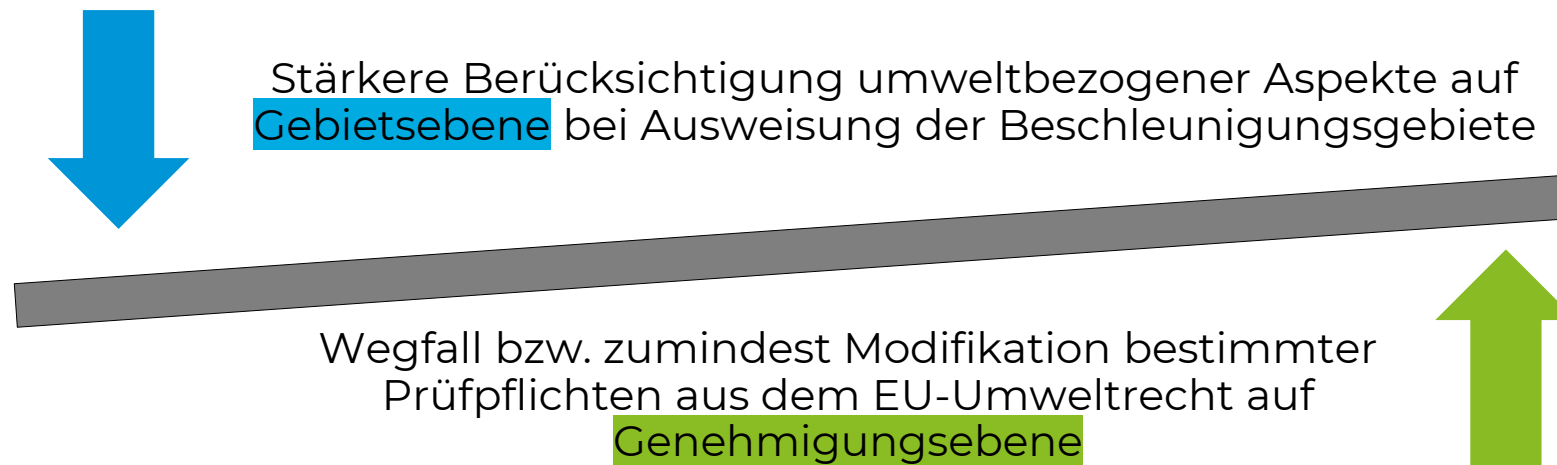 Stärkere Berücksichtigung umweltbezogener Aspekte auf
Gebietsebene bei Ausweisung der Beschleunigungsgebiete
Wegfall bzw. zumindest Modifikation bestimmter
Prüfpflichten aus dem EU-Umweltrecht auf
Genehmigungsebene